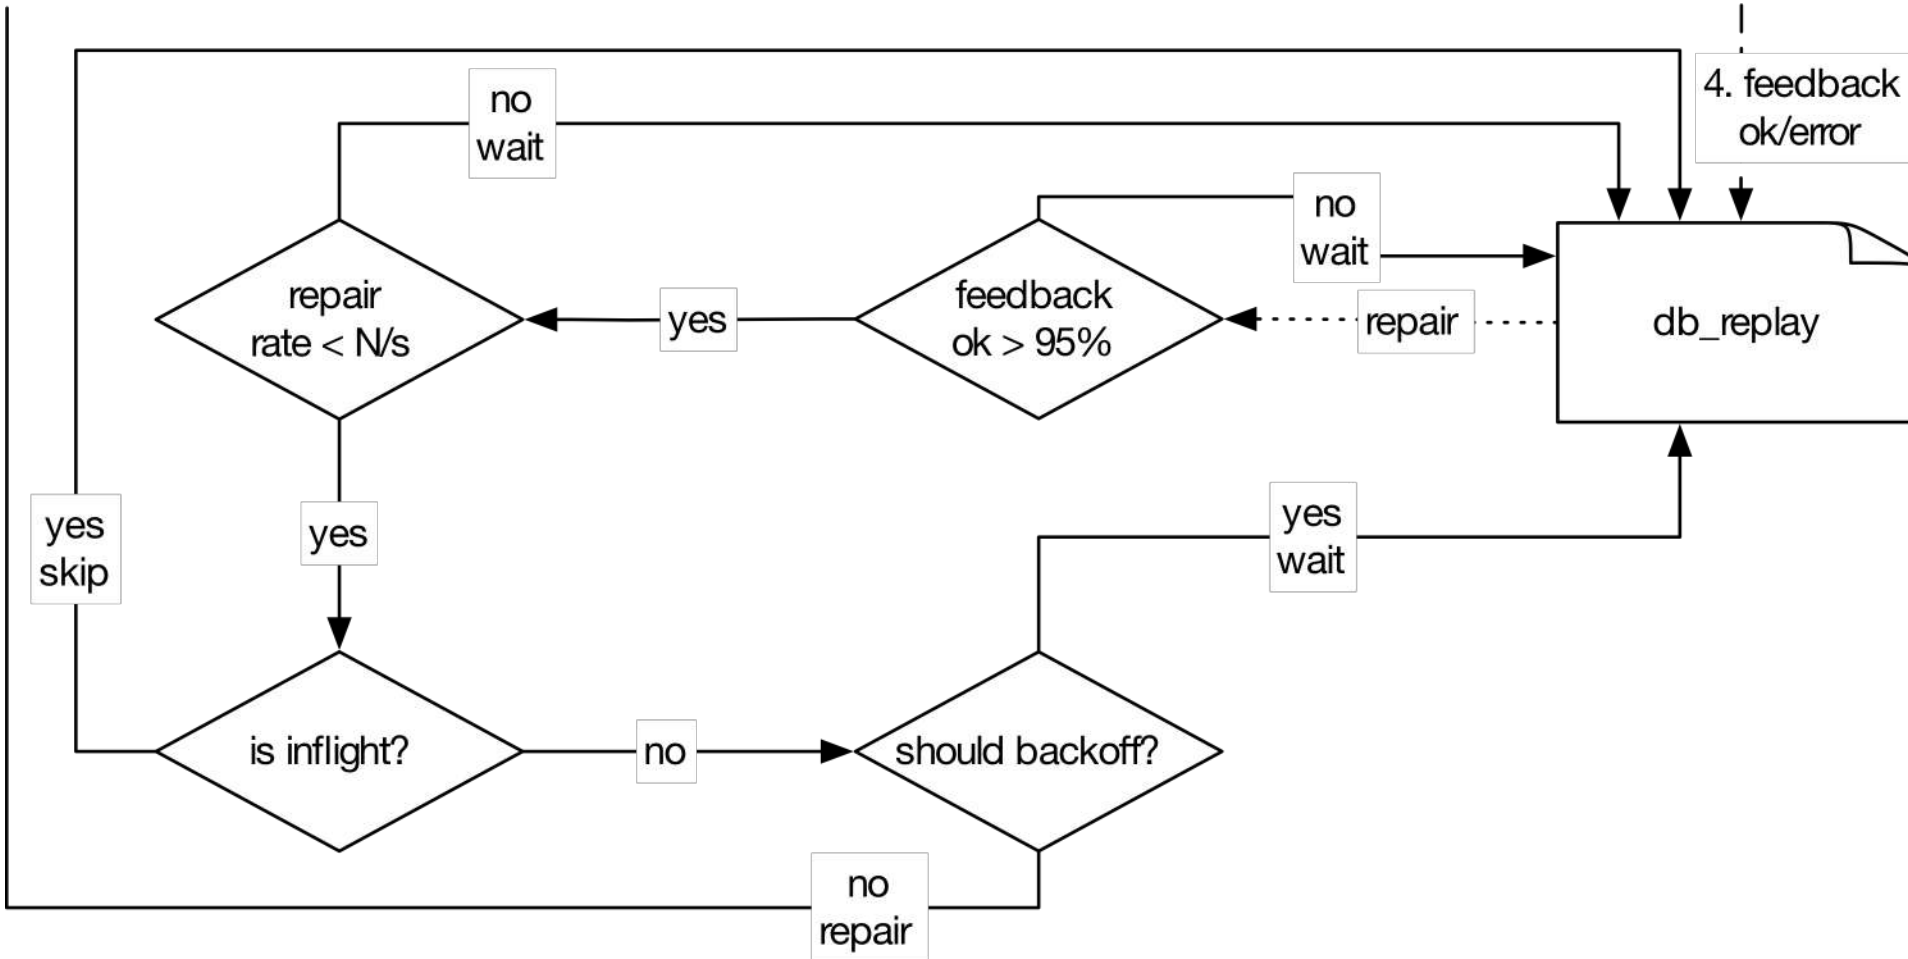 4. feedback
ok/error
no
wait
no
wait
repair
rate < N/s
yes
feedback
ok > 95%
repair
db_replay
yes
skip
yes
yes
wait
is inflight?
no
should backoff?
no
repair